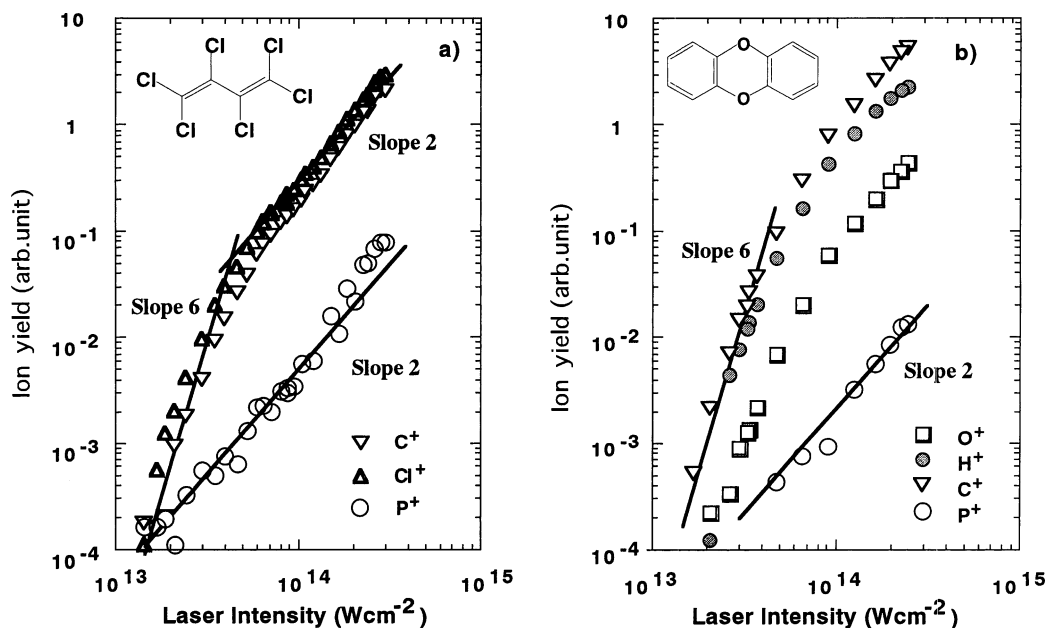 a)
Cl
Cl
Cl
Cl
Cl
Cl
Slope 2
Slope 6
Slope 2
C+
Cl+
P+
10
1
10-1
10-2
10-3
10-4
10 13
10 14
10 15
Ion yield (arb.unit)
Laser Intensity (Wcm-2)
b)
O
O
Slope 6
Slope 2
O+
H+
C+
P+
10
1
10-1
10-2
10-3
10-4
10 13
10 14
10 15
Ion yield (arb.unit)
Laser Intensity (Wcm-2)